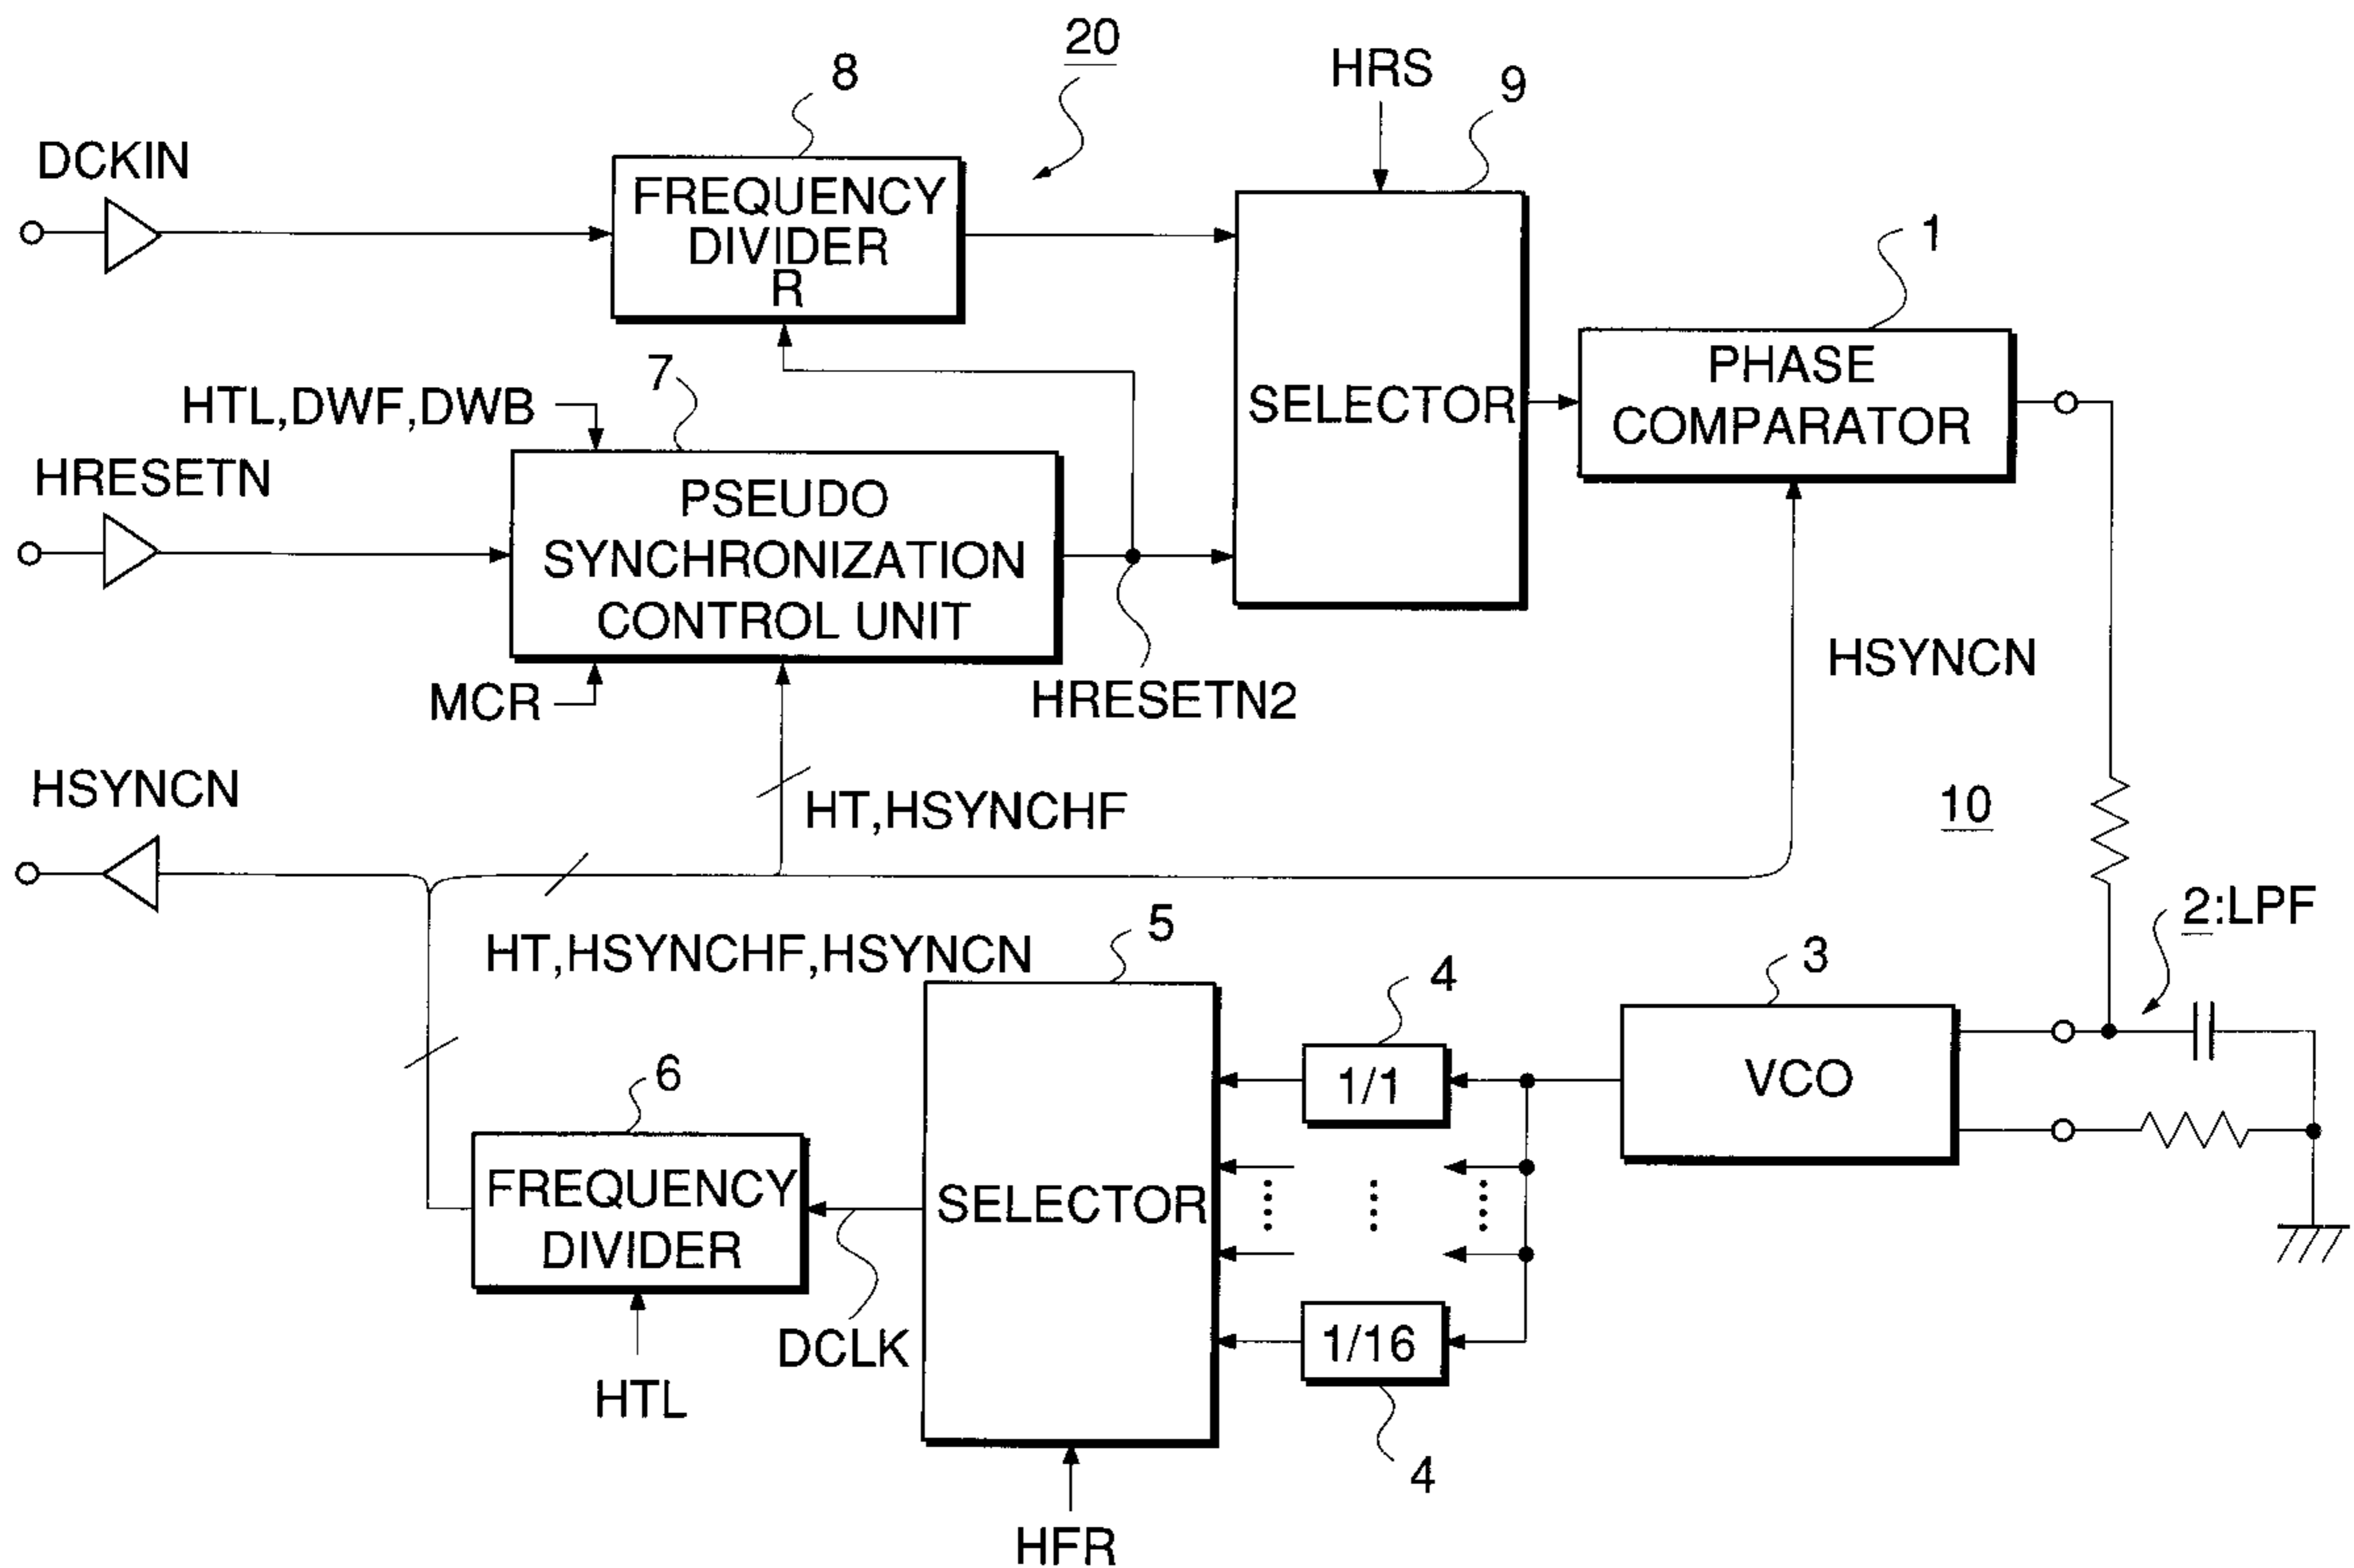 20
8
HRS
9
DCKIN
FREQUENCY
DIVIDER
R
1
7
HTL,DWF,DWB
SELECTOR
PHASE
COMPARATOR
HRESETN
PSEUDO
SYNCHRONIZATION
CONTROL UNIT
MCR
HRESETN2
HSYNCN
HSYNCN
HT,HSYNCHF
10
2:LPF
HT,HSYNCHF,HSYNCN
5
4
3
6
1/1
VCO
FREQUENCY
DIVIDER
SELECTOR
DCLK
1/16
HTL
4
HFR